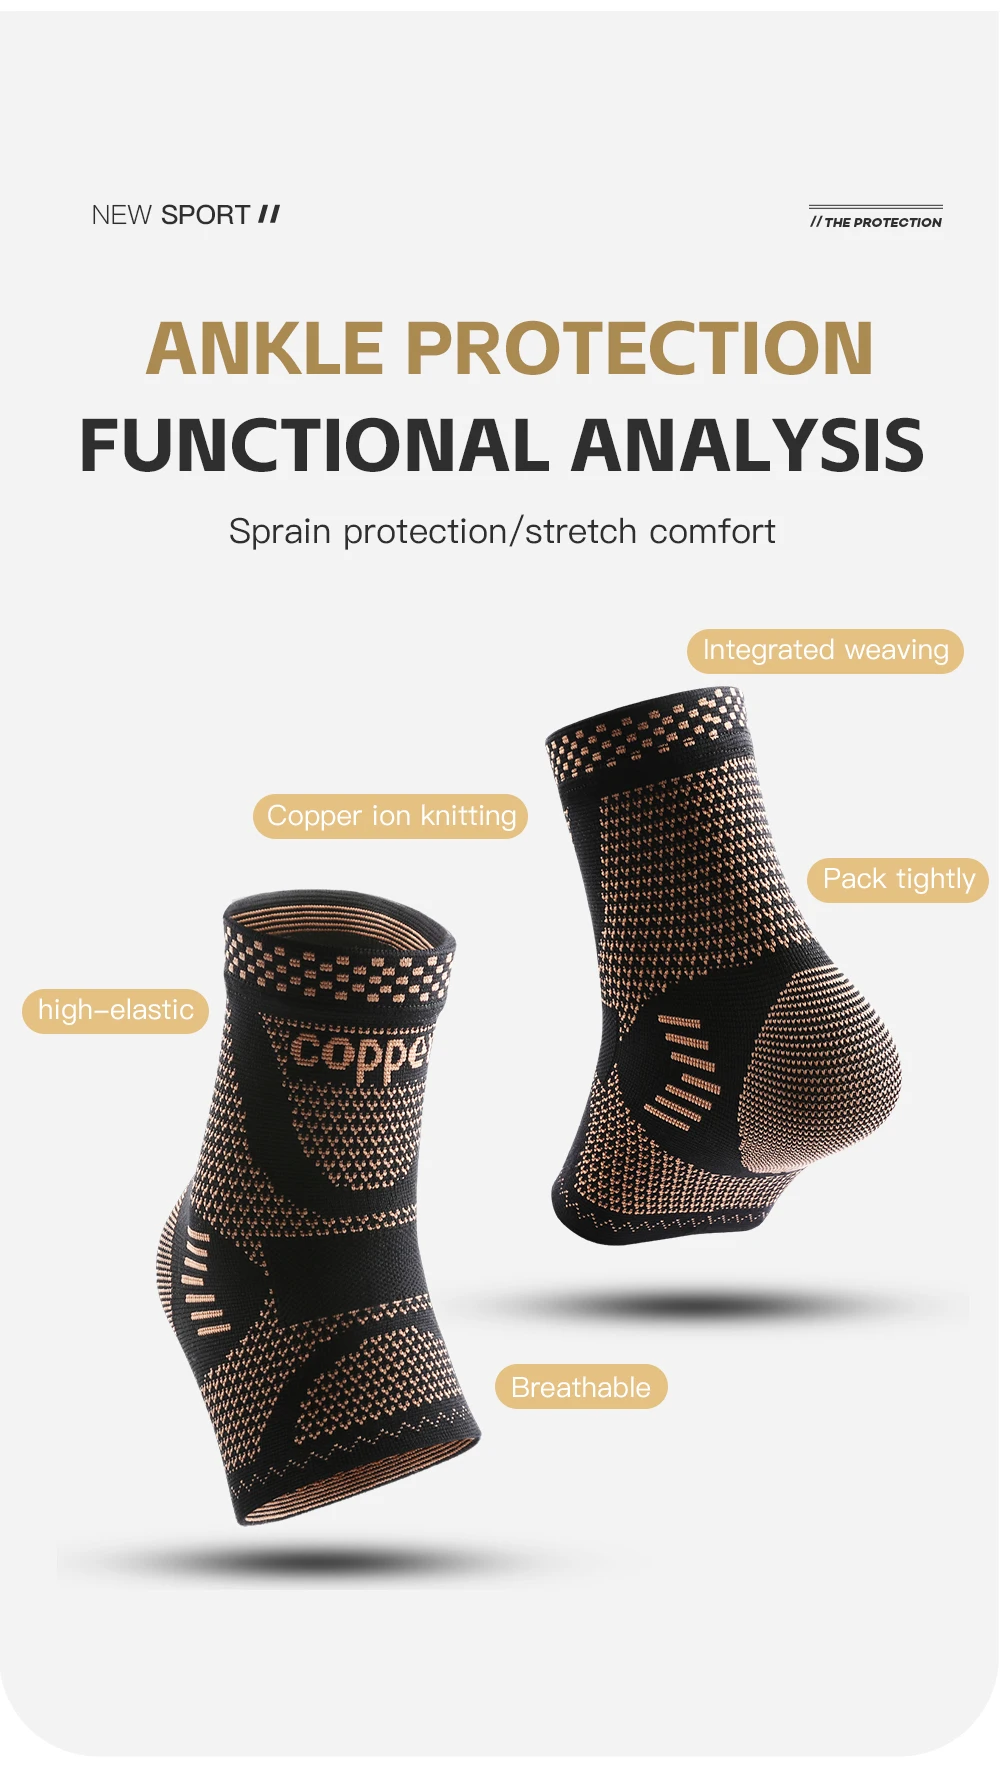 NEW SPORT //
// THE PROTECTION
ANKLE PROTECTION
FUNCTIONAL ANALYSIS
Sprain protection/stretch comfort
Integrated weaving
Copper ion knitting
Pack tightly
high-elastic
coppe
Breathable